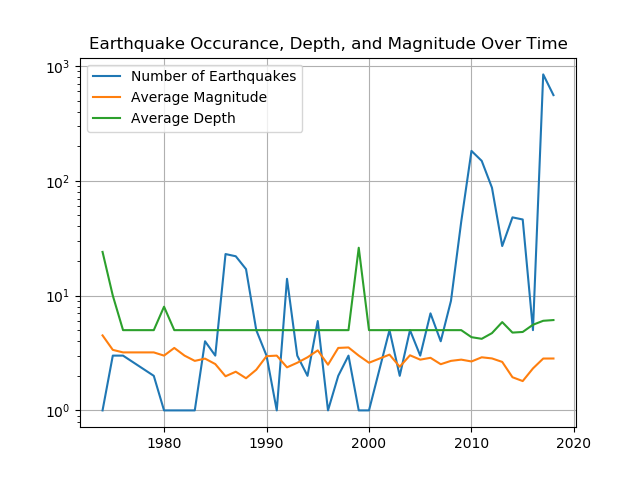 Earthquake Occurance, Depth, and Magnitude Over Time
Number of Earthquakes
Average Magnitude
Average Depth
10³
10²
10¹
10⁰
1980 1990 2000 2010 2020